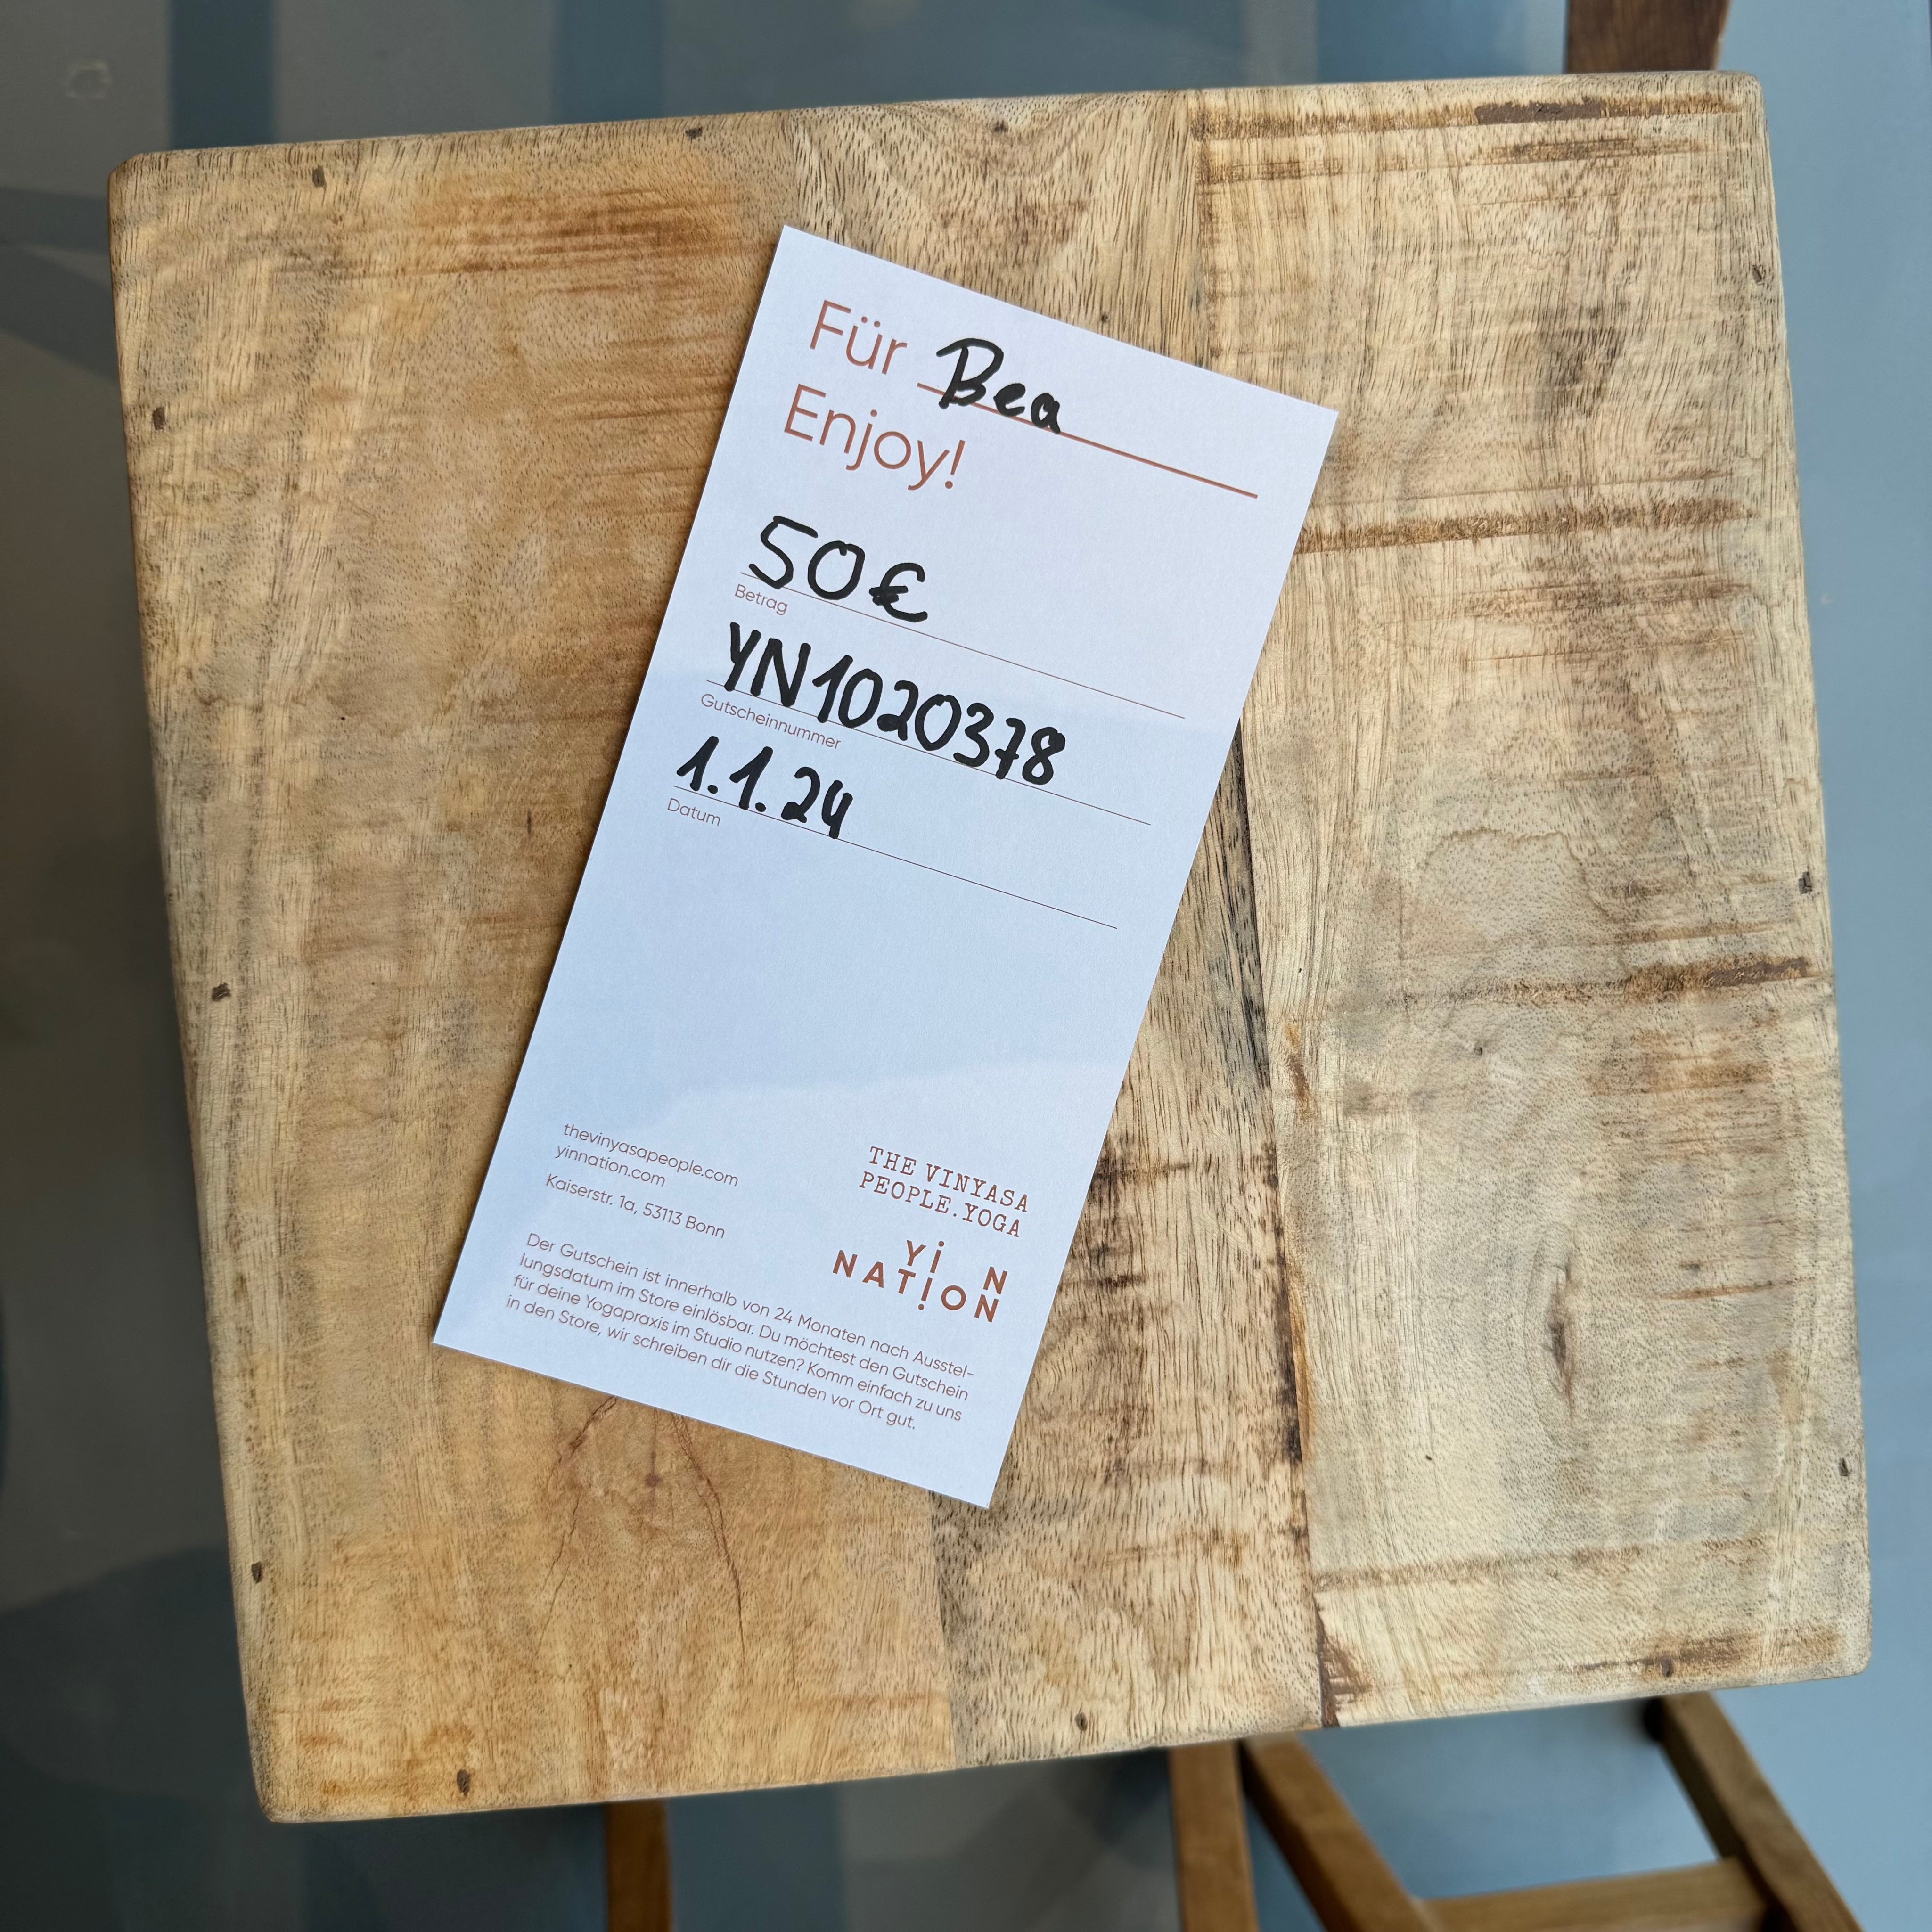 Für Bea
Enjoy!
50€
Betrag
YN1020378
Gutscheinnummer
1.1.24
Datum
thevinyasapeople.com
yinnation.com
Kaiserstr. 1a, 53113 Bonn
THE VINYASA
PEOPLE.YOGA
YiN
NATiON
Der Gutschein ist innerhalb von 24 Monaten nach Ausstel-
lungsdatum im Store einlösbar. Du möchtest den Gutschein
für deine Yogapraxis im Studio nutzen? Komm einfach zu uns
in den Store, wir schreiben dir die Stunden vor Ort gut.